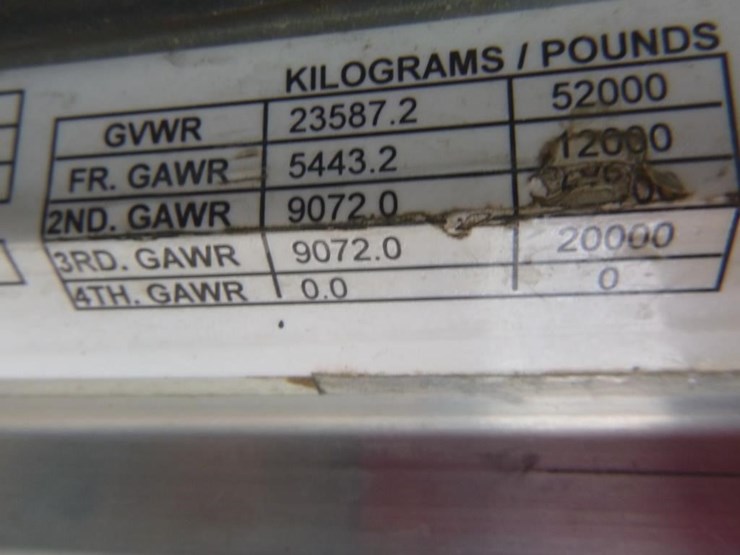 KILOGRAMS / POUNDS
GVWR 23587.2 52000
FR. GAWR 5443.2 12000
2ND. GAWR 9072.0
3RD. GAWR 9072.0 20000
4TH. GAWR 0.0 0